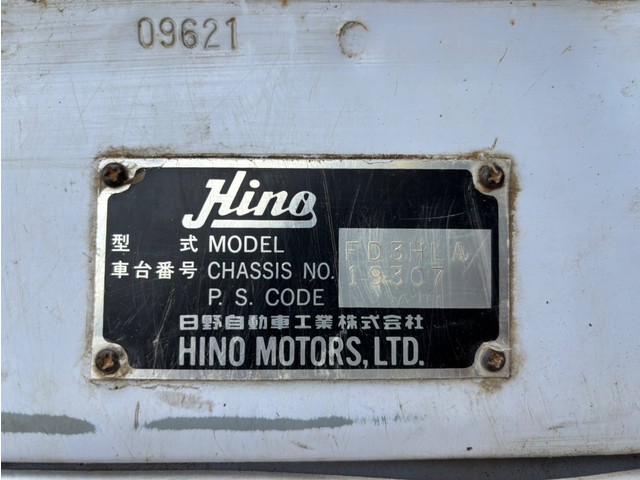 09621
Hino
型 式 MODEL FD3HLA
車台番号 CHASSIS NO. 19307
P. S. CODE
日野自動車工業株式会社
HINO MOTORS, LTD.